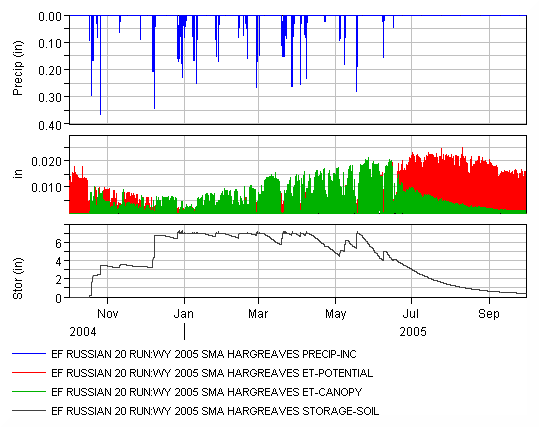 0.00
0.10
0.20
0.30
0.40
Precip (in)
0.020
0.010
in
6
4
2
0
Stor (in)
Nov Jan Mar May Jul Sep
2004 2005
EF RUSSIAN 20 RUN:WY 2005 SMA HARGREAVES PRECIP-INC
EF RUSSIAN 20 RUN:WY 2005 SMA HARGREAVES ET-POTENTIAL
EF RUSSIAN 20 RUN:WY 2005 SMA HARGREAVES ET-CANOPY
EF RUSSIAN 20 RUN:WY 2005 SMA HARGREAVES STORAGE-SOIL